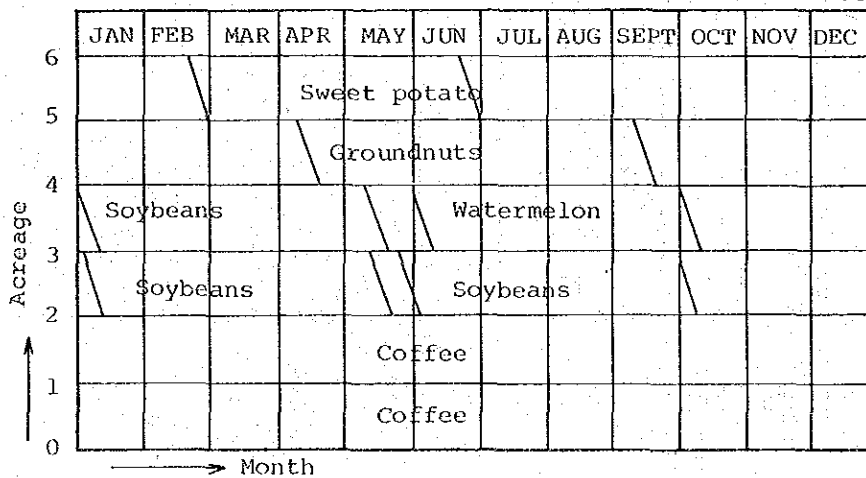 JAN FEB MAR APR MAY JUN JUL AUG SEPT OCT NOV DEC
6
Sweet potato
5
Groundnuts
4
Soybeans Watermelon
3
Soybeans Soybeans
2
Coffee
1
Coffee
0
Acreage
Month